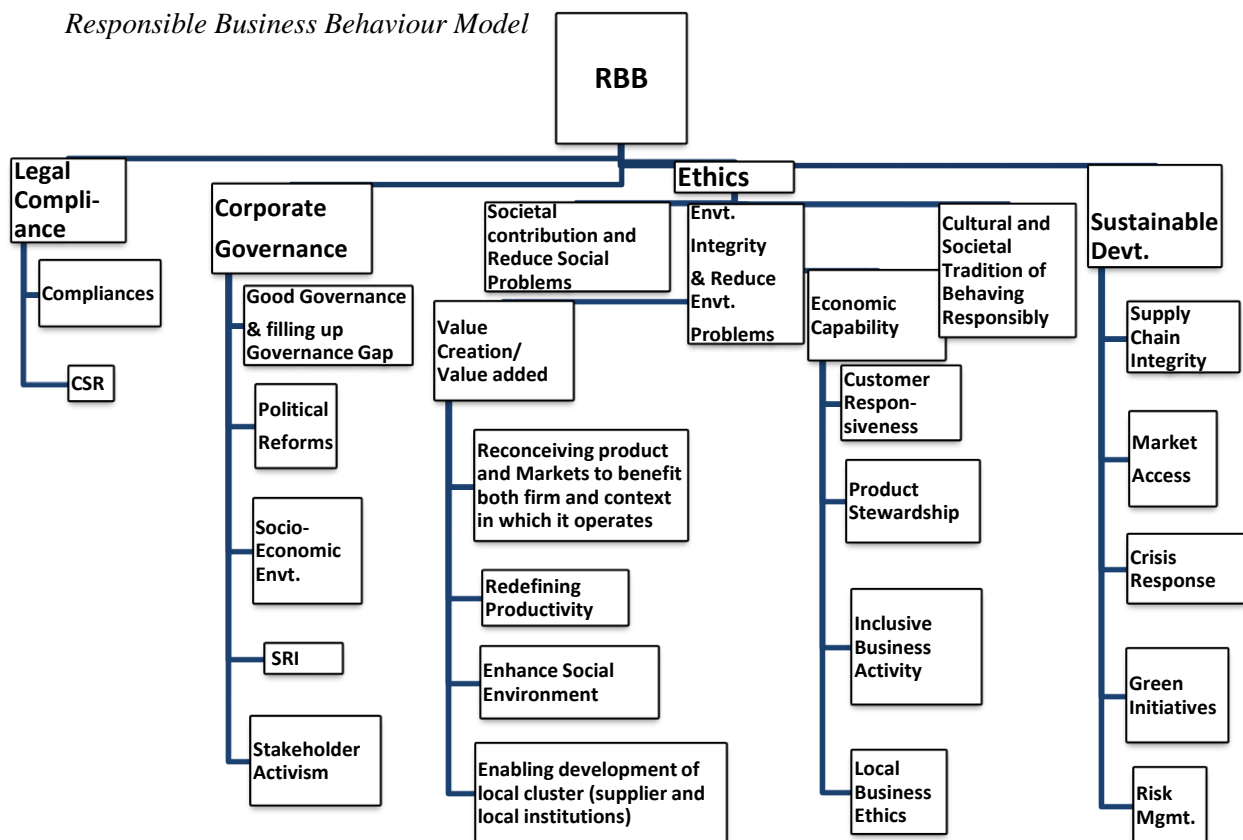 Responsible Business Behaviour Model
RBB
Legal
Compli-
ance
Compliances
CSR
Corporate
Governance
Good Governance
& filling up
Governance Gap
Political
Reforms
Socio-
Economic
Envt.
SRI
Stakeholder
Activism
Ethics
Societal
contribution and
Reduce Social
Problems
Envt.
Integrity
& Reduce
Envt.
Problems
Cultural and
Societal
Tradition of
Behaving
Responsibly
Value
Creation/
Value added
Reconceiving product
and Markets to benefit
both firm and context
in which it operates
Redefining
Productivity
Enhance Social
Environment
Enabling development of
local cluster (supplier and
local institutions)
Economic
Capability
Customer
Respon-
siveness
Product
Stewardship
Inclusive
Business
Activity
Local
Business
Ethics
Sustainable
Devt.
Supply
Chain
Integrity
Market
Access
Crisis
Response
Green
Initiatives
Risk
Mgmt.